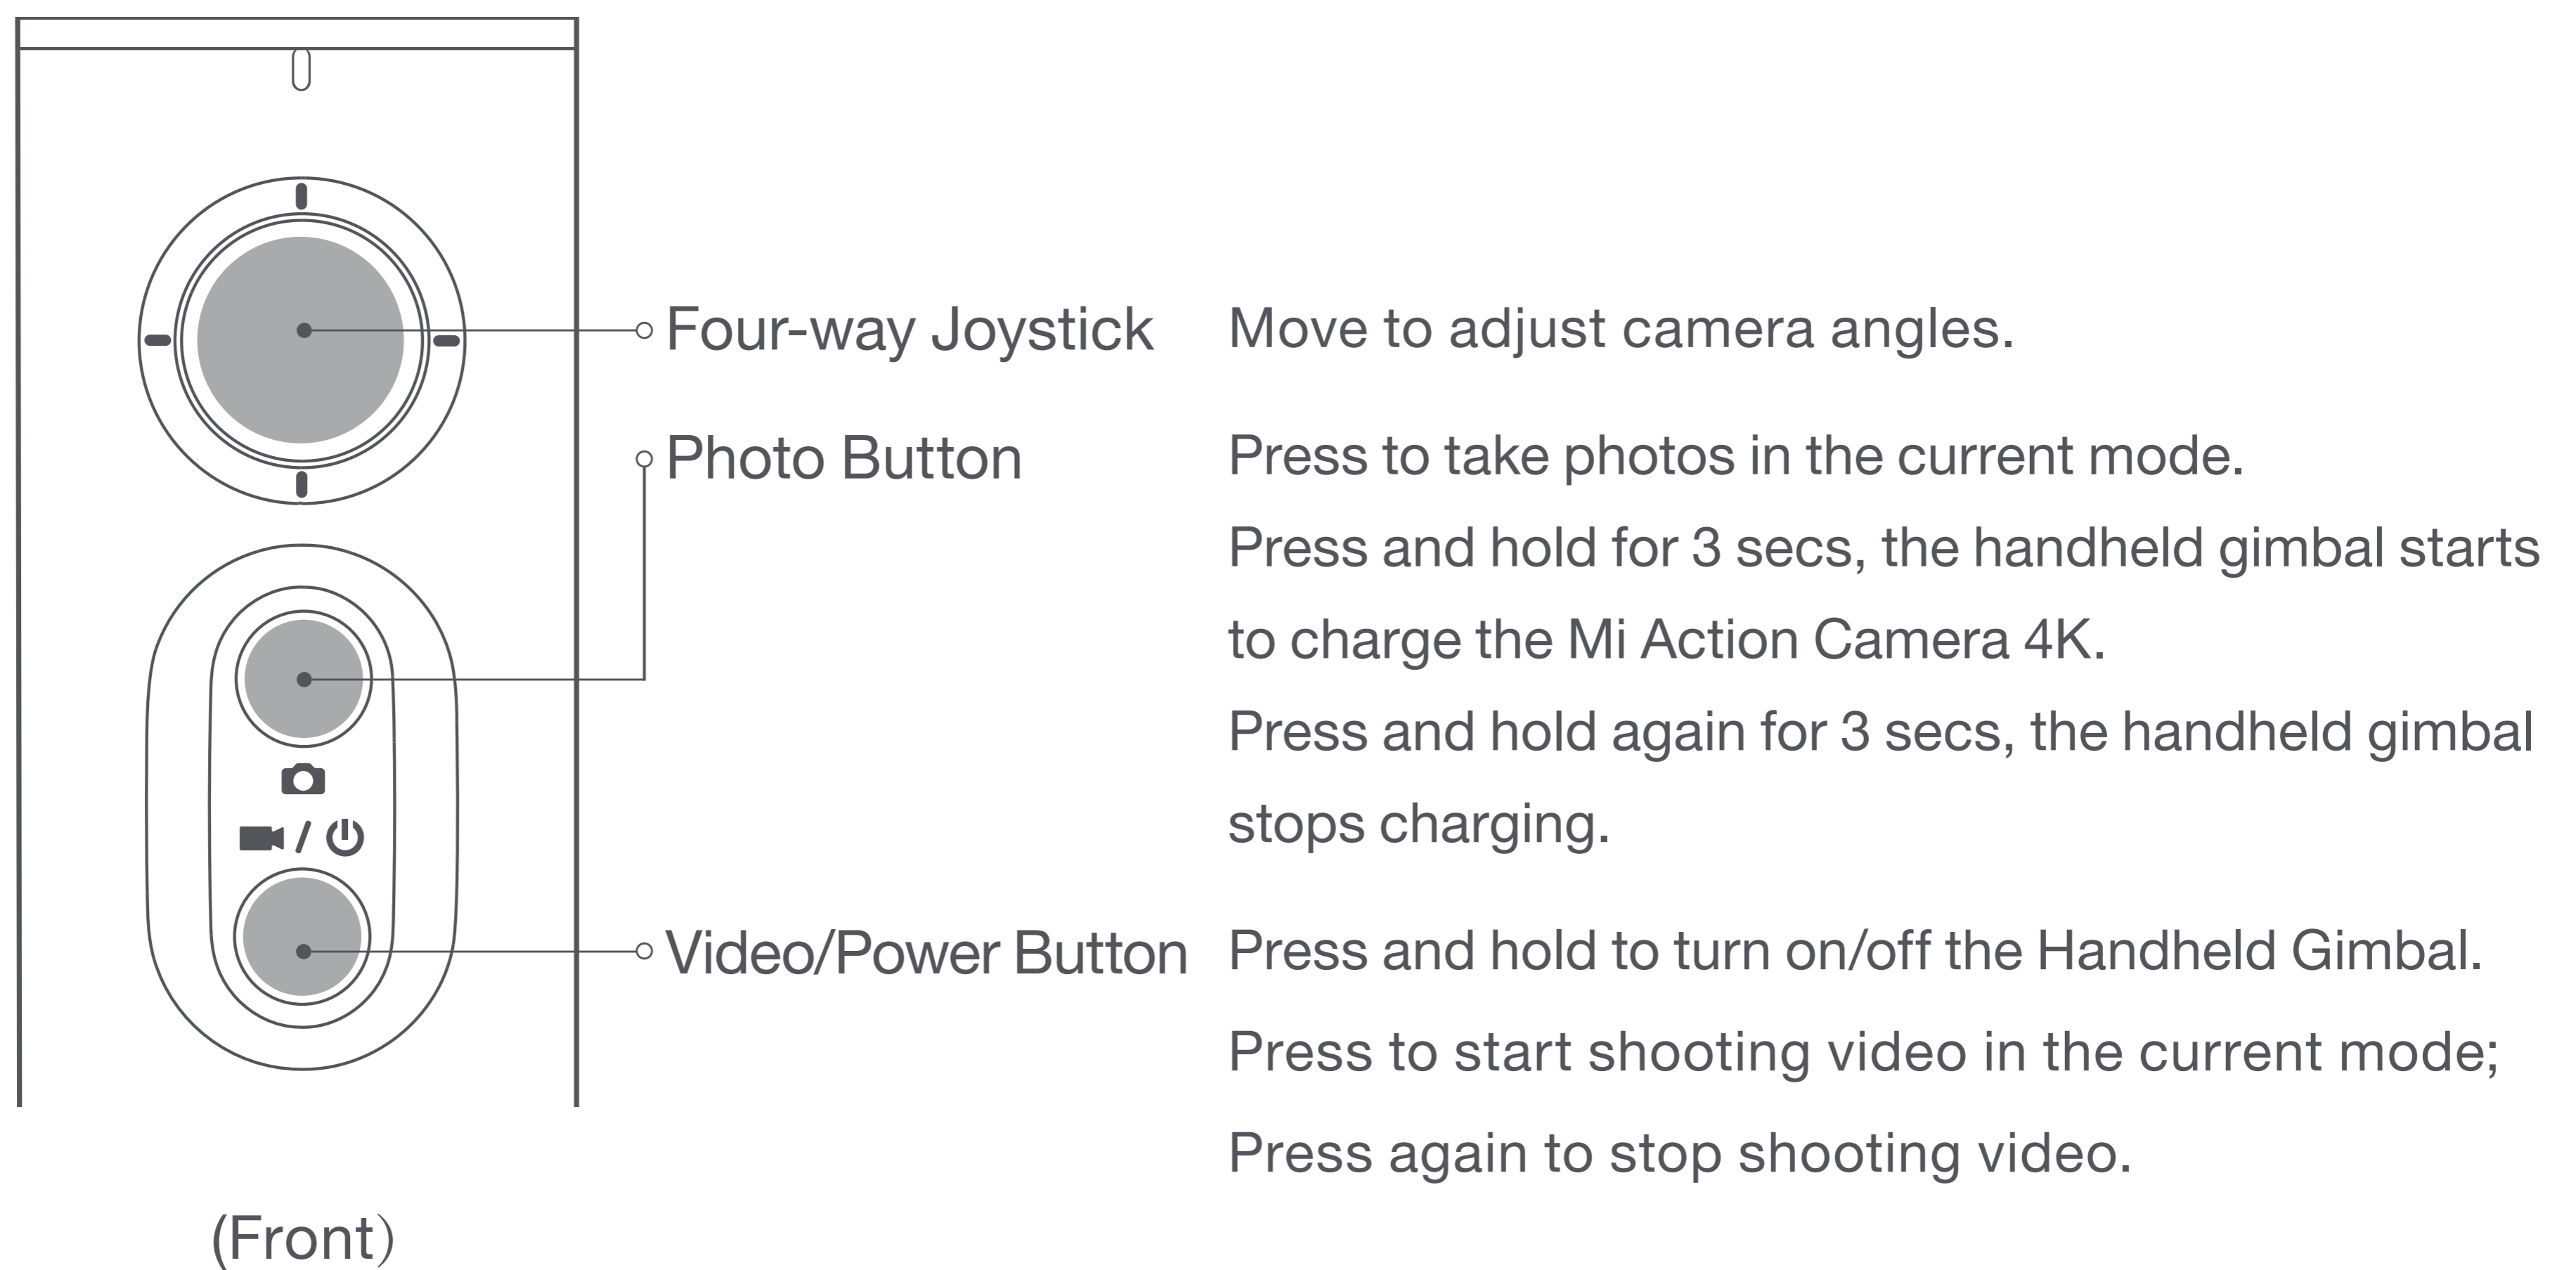 Four-way Joystick Move to adjust camera angles.
Photo Button Press to take photos in the current mode.
Press and hold for 3 secs, the handheld gimbal starts
to charge the Mi Action Camera 4K.
Press and hold again for 3 secs, the handheld gimbal
stops charging.
Video/Power Button Press and hold to turn on/off the Handheld Gimbal.
Press to start shooting video in the current mode;
Press again to stop shooting video.
(Front)